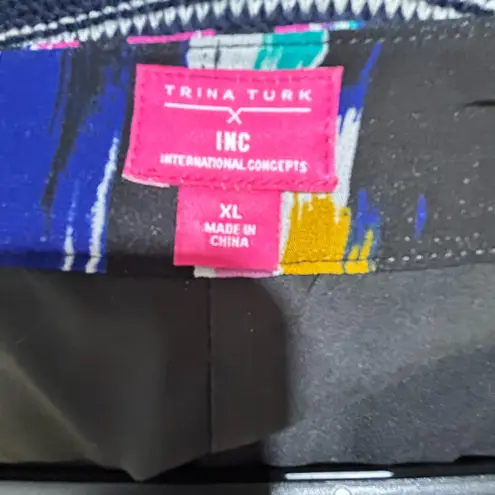 TRINA TURK
X
INC
INTERNATIONAL CONCEPTS
XL
MADE IN
CHINA